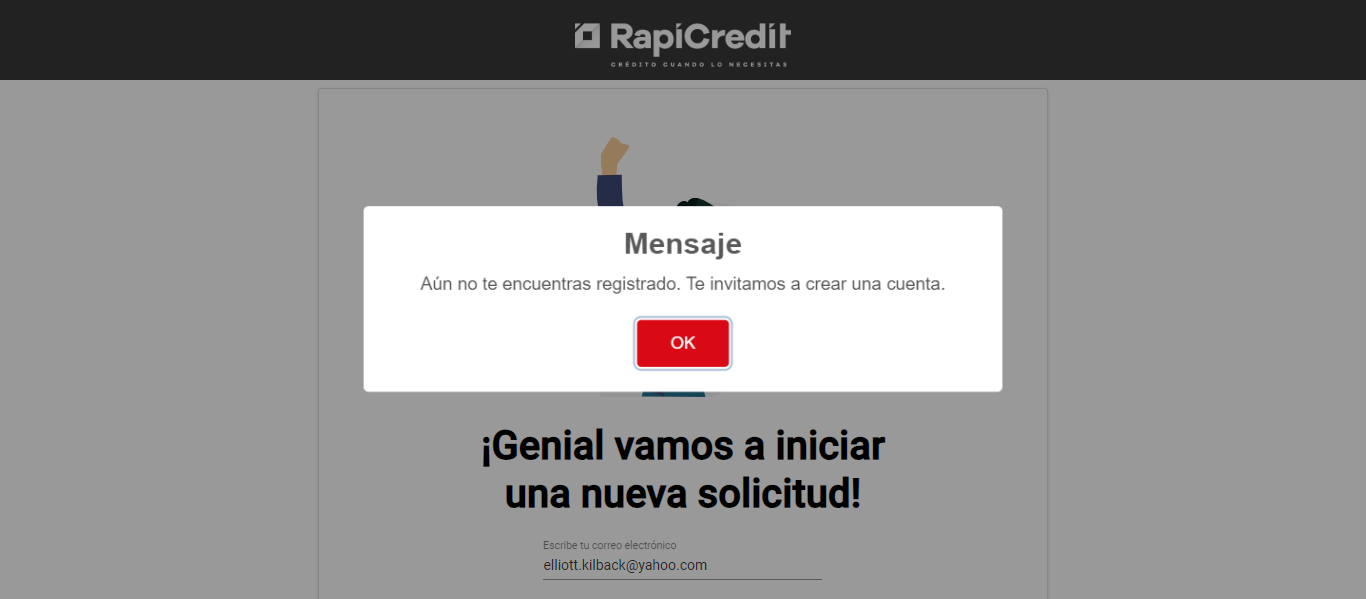 RapiCredit
CRÉDITO CUANDO LO NECESITAS
Mensaje
Aún no te encuentras registrado. Te invitamos a crear una cuenta.
OK
¡Genial vamos a iniciar
una nueva solicitud!
Escribe tu correo electrónico
elliott.kilback@yahoo.com